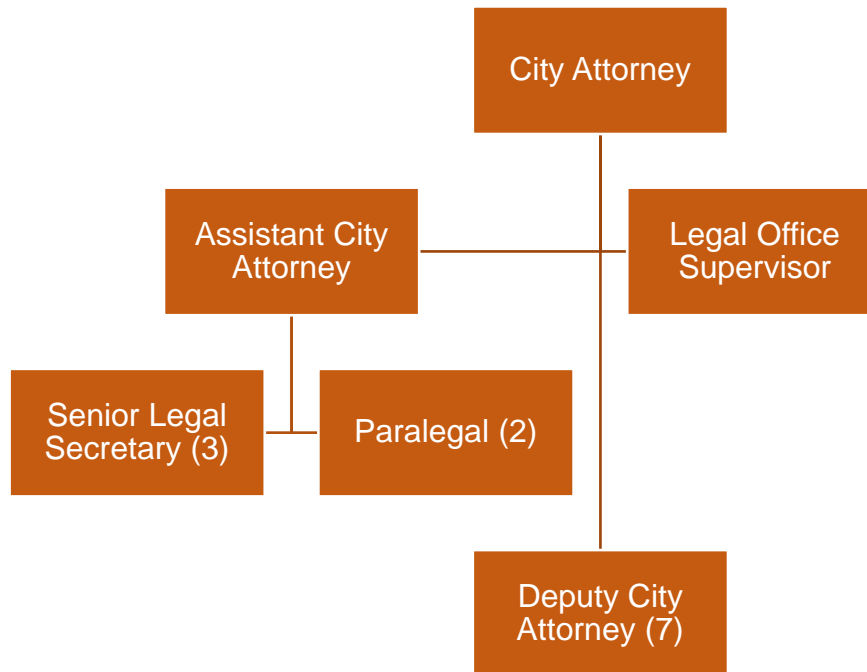 City Attorney
Assistant City
Attorney
Legal Office
Supervisor
Senior Legal
Secretary (3)
Paralegal (2)
Deputy City
Attorney (7)